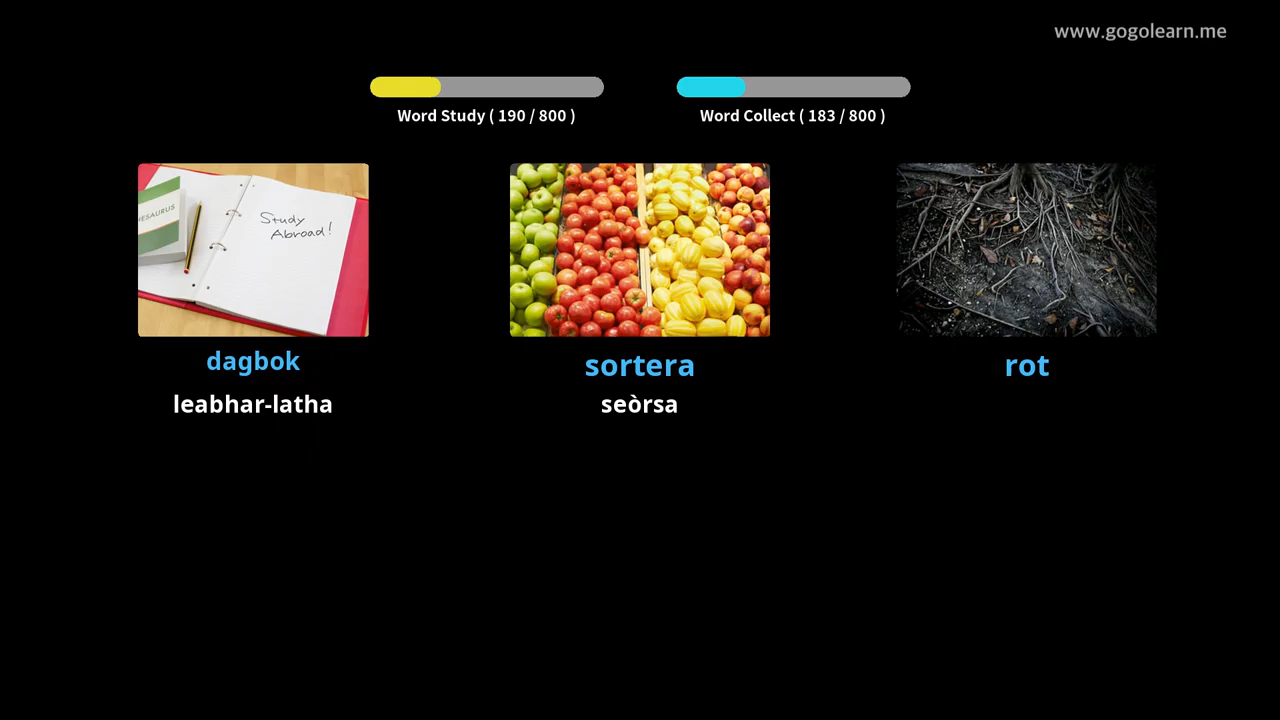 www.gogolearn.me
Word Study ( 190 / 800 )
Word Collect ( 183 / 800 )
HESAURUS
Study
Abroad!
dagbok
sortera
rot
leabhar-latha
seòrsa